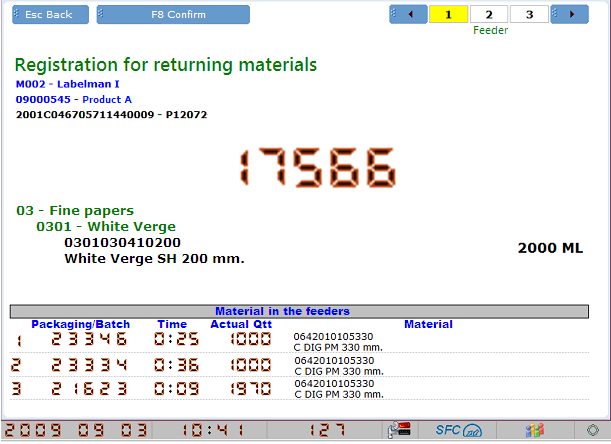 Esc Back F8 Confirm 1 2 3
Feeder
Registration for returning materials
M002 - Labelman I
09000545 - Product A
2001C046705711440009 - P12072
17566
03 - Fine papers
0301 - White Verge
0301030410200
White Verge SH 200 mm.
2000 ML
Material in the feeders
Packaging/Batch Time Actual Qtt Material
1 23346 0:25 1000 0642010105330
C DIG PM 330 mm.
2 23334 0:36 1000 0642010105330
C DIG PM 330 mm.
3 21623 0:09 1970 0642010105330
C DIG PM 330 mm.
2009 09 03 10:41 127 SFC